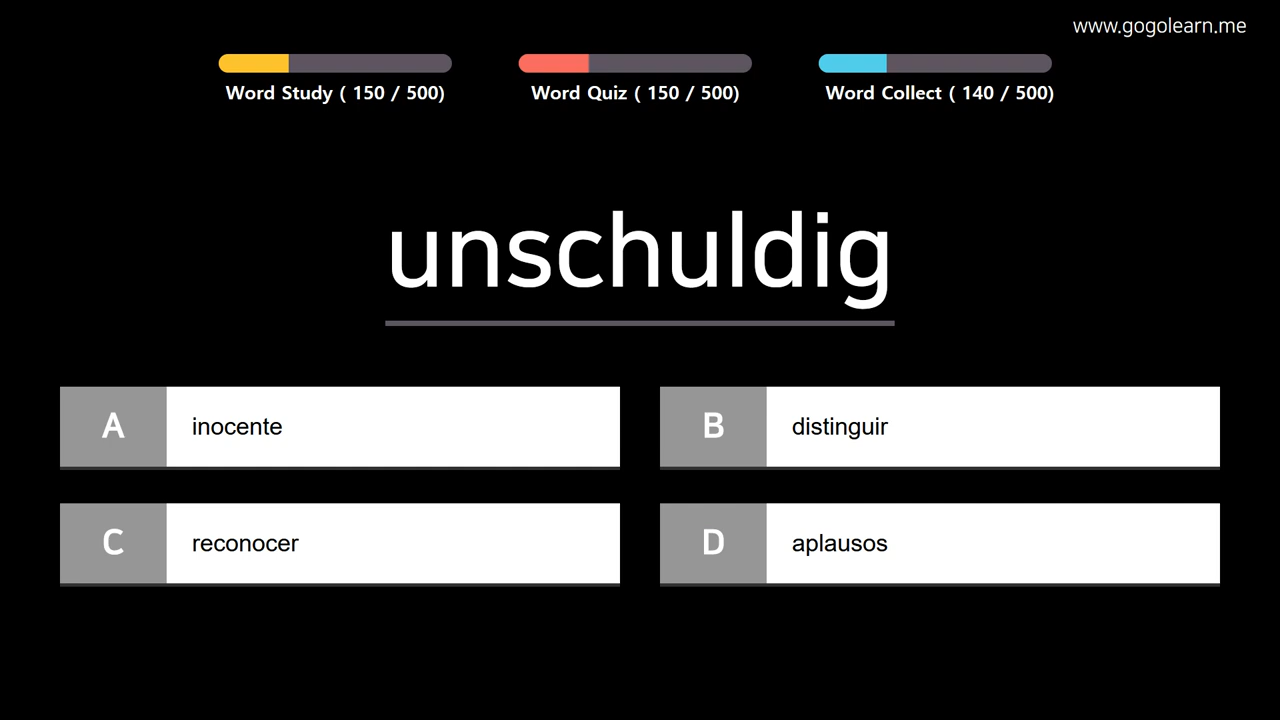 www.gogolearn.me
Word Study ( 150 / 500)
Word Quiz ( 150 / 500)
Word Collect ( 140 / 500)
unschuldig
A inocente
B distinguir
C reconocer
D aplausos